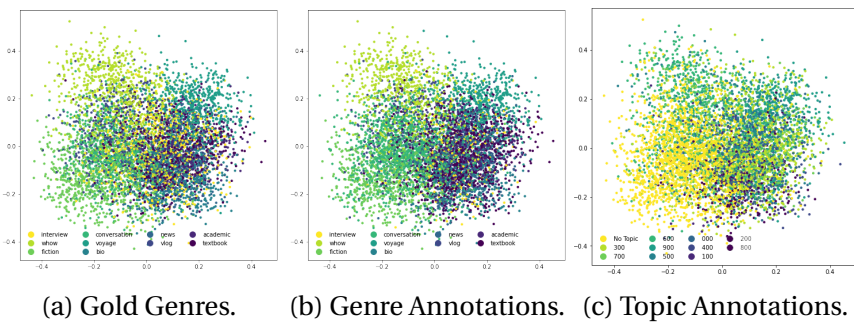 0.4
0.2
0.0
−0.2
−0.4
interview
whow
fiction
conversation
voyage
bio
gews
vlog
academic
textbook
−0.4 −0.2 0.0 0.2 0.4
0.4
0.2
0.0
−0.2
−0.4
interview
whow
fiction
conversation
voyage
bio
gews
vlog
academic
textbook
−0.4 −0.2 0.0 0.2 0.4
0.4
0.2
0.0
−0.2
−0.4
No Topic
300
700
600
900
500
000
400
100
200
800
−0.4 −0.2 0.0 0.2 0.4
(a) Gold Genres. (b) Genre Annotations. (c) Topic Annotations.